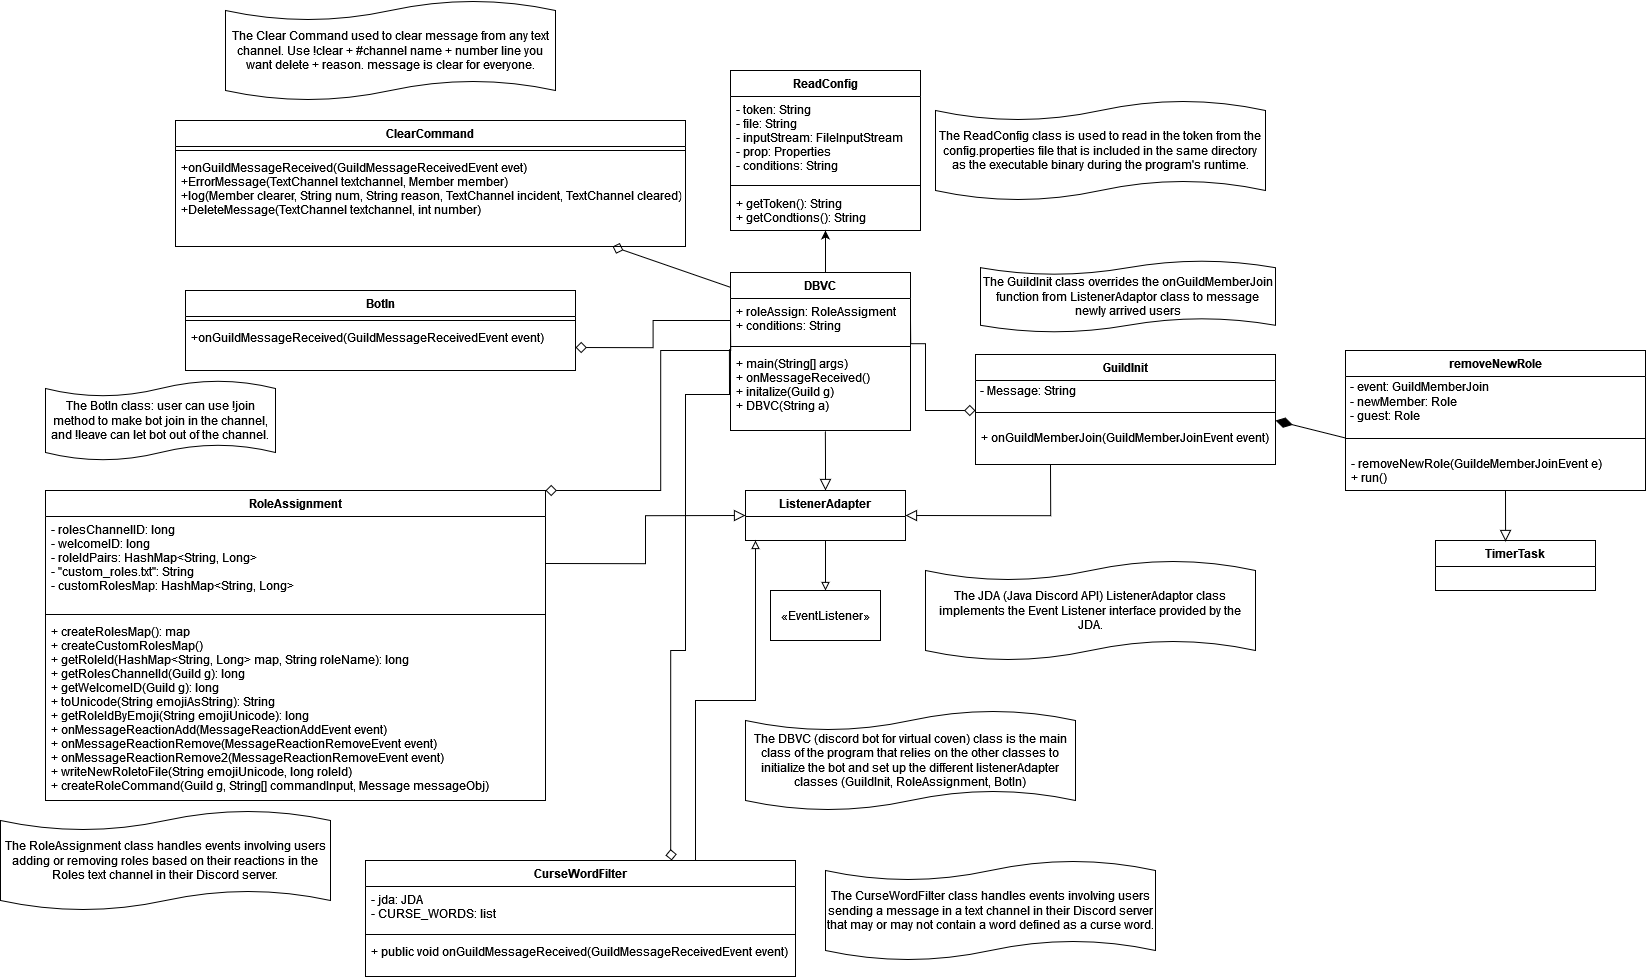 The Clear Command used to clear message from any text
channel. Use !clear + #channel name + number line you
want delete + reason. message is clear for everyone.
ClearCommand
+onGuildMessageReceived(GuildMessageReceivedEvent evet)
+ErrorMessage(TextChannel textchannel, Member member)
+log(Member clearer, String num, String reason, TextChannel incident, TextChannel cleared)
+DeleteMessage(TextChannel textchannel, int number)
ReadConfig
- token: String
- file: String
- inputStream: FileInputStream
- prop: Properties
- conditions: String
+ getToken(): String
+ getCondtions(): String
The ReadConfig class is used to read in the token from the
config.properties file that is included in the same directory
as the executable binary during the program's runtime.
BotIn
+onGuildMessageReceived(GuildMessageReceivedEvent event)
DBVC
+ roleAssign: RoleAssigment
+ conditions: String
+ main(String[] args)
+ onMessageReceived()
+ initalize(Guild g)
+ DBVC(String a)
The GuildInit class overrides the onGuildMemberJoin
function from ListenerAdaptor class to message
newly arrived users
GuildInit
- Message: String
+ onGuildMemberJoin(GuildMemberJoinEvent event)
removeNewRole
- event: GuildMemberJoin
- newMember: Role
- guest: Role
- removeNewRole(GuildeMemberJoinEvent e)
+ run()
The BotIn class: user can use !join
method to make bot join in the channel,
and !leave can let bot out of the channel.
RoleAssignment
- rolesChannelID: long
- welcomeID: long
- roleIdPairs: HashMap<String, Long>
- "custom_roles.txt": String
- customRolesMap: HashMap<String, Long>
+ createRolesMap(): map
+ createCustomRolesMap()
+ getRoleId(HashMap<String, Long> map, String roleName): long
+ getRolesChannelId(Guild g): long
+ getWelcomeID(Guild g): long
+ toUnicode(String emojiAsString): String
+ getRoleIdByEmoji(String emojiUnicode): long
+ onMessageReactionAdd(MessageReactionAddEvent event)
+ onMessageReactionRemove(MessageReactionRemoveEvent event)
+ onMessageReactionRemove2(MessageReactionRemoveEvent event)
+ writeNewRoletoFile(String emojiUnicode, long roleId)
+ createRoleCommand(Guild g, String[] commandInput, Message messageObj)
ListenerAdapter
«EventListener»
TimerTask
The JDA (Java Discord API) ListenerAdaptor class
implements the Event Listener interface provided by the
JDA.
The DBVC (discord bot for virtual coven) class is the main
class of the program that relies on the other classes to
initialize the bot and set up the different listenerAdapter
classes (GuildInit, RoleAssignment, BotIn)
The RoleAssignment class handles events involving users
adding or removing roles based on their reactions in the
Roles text channel in their Discord server.
CurseWordFilter
- jda: JDA
- CURSE_WORDS: list
+ public void onGuildMessageReceived(GuildMessageReceivedEvent event)
The CurseWordFilter class handles events involving users
sending a message in a text channel in their Discord server
that may or may not contain a word defined as a curse word.